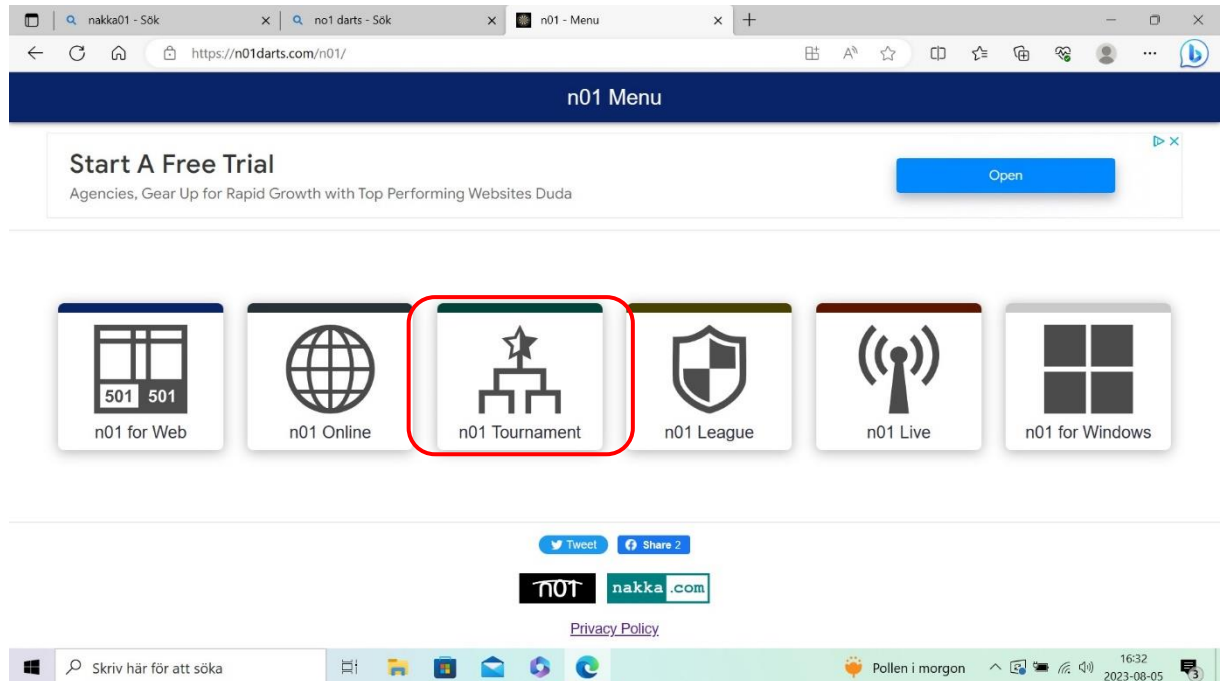 nakka01 - Sök
no1 darts - Sök
n01 - Menu
https://n01darts.com/n01/
n01 Menu
Start A Free Trial
Agencies, Gear Up for Rapid Growth with Top Performing Websites Duda
Open
501 501
n01 for Web
n01 Online
n01 Tournament
n01 League
n01 Live
n01 for Windows
Tweet
Share 2
n01
nakka.com
Privacy Policy
Skriv här för att söka
Pollen i morgon
16:32
2023-08-05
3